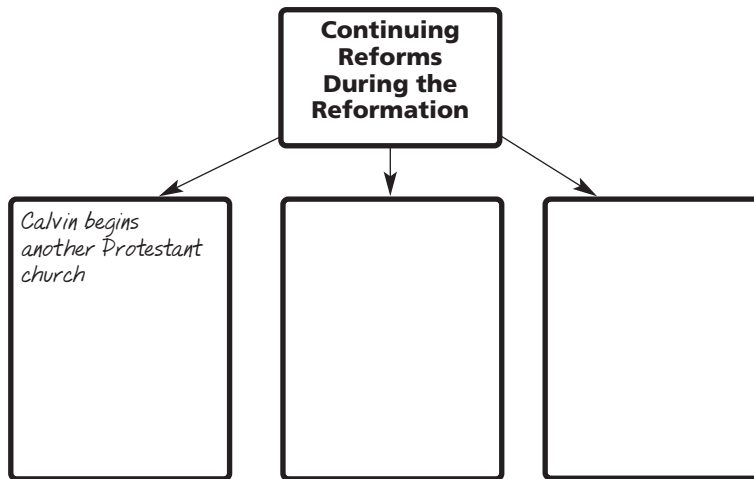 Continuing
Reforms
During the
Reformation
Calvin begins
another Protestant
church